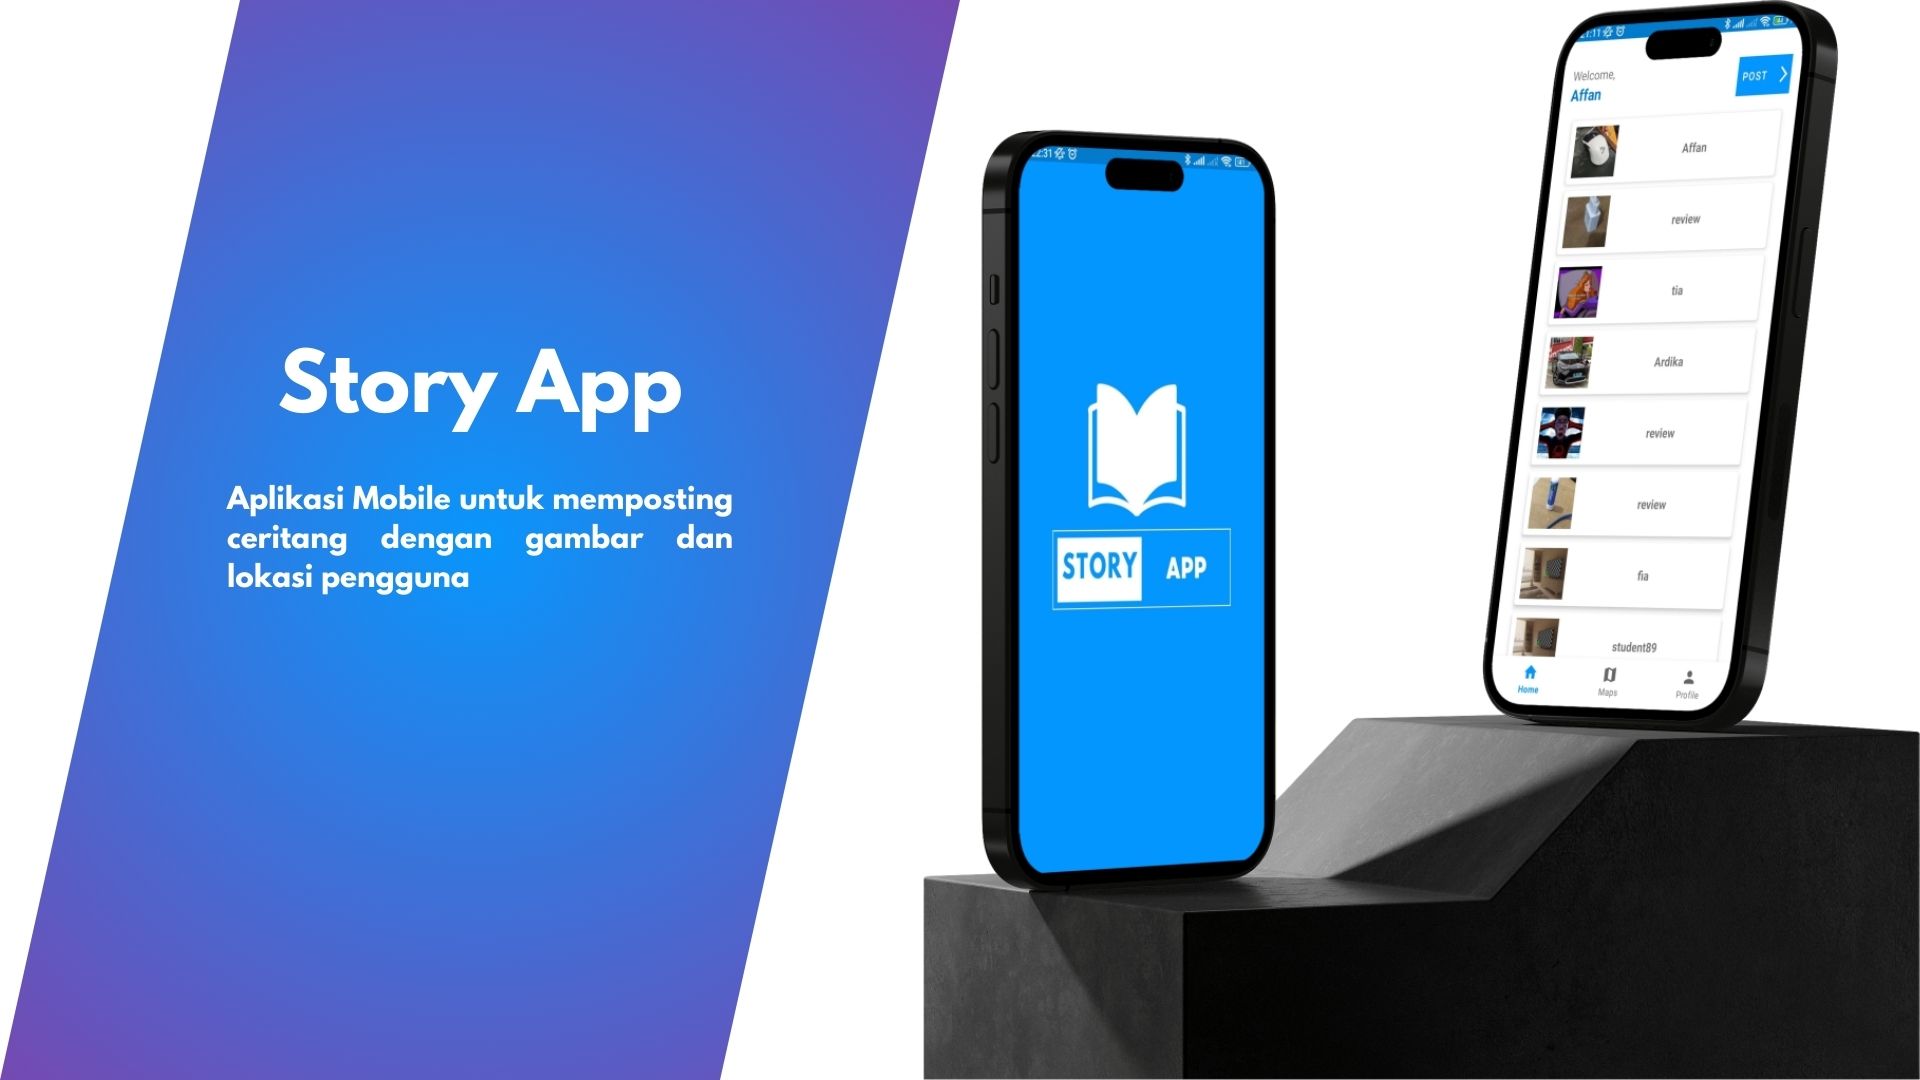 Story App
Aplikasi Mobile untuk memposting
ceritang dengan gambar dan
lokasi pengguna
STORY APP
Welcome,
Affan
POST
Affan
review
tia
Ardika
review
review
fia
student89
Home Maps Profile